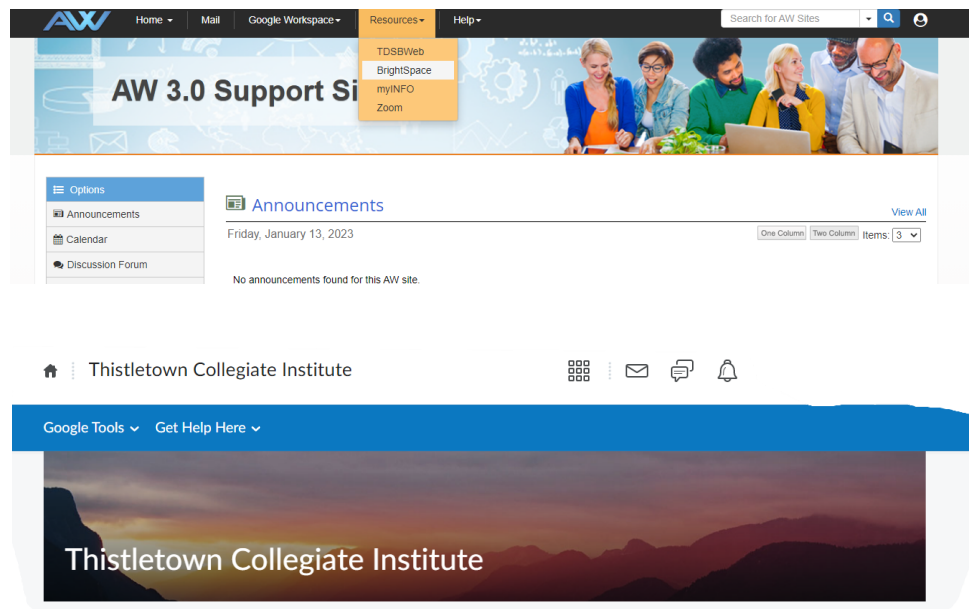 AW Home Mail Google Workspace Resources Help Search for AW Sites
TDSBWeb
BrightSpace
myINFO
Zoom
AW 3.0 Support Si
Options
Announcements
Calendar
Discussion Forum
Announcements
View All
Friday, January 13, 2023
One Column Two Column Items: 3
No announcements found for this AW site.
Thistletown Collegiate Institute
Google Tools Get Help Here
Thistletown Collegiate Institute